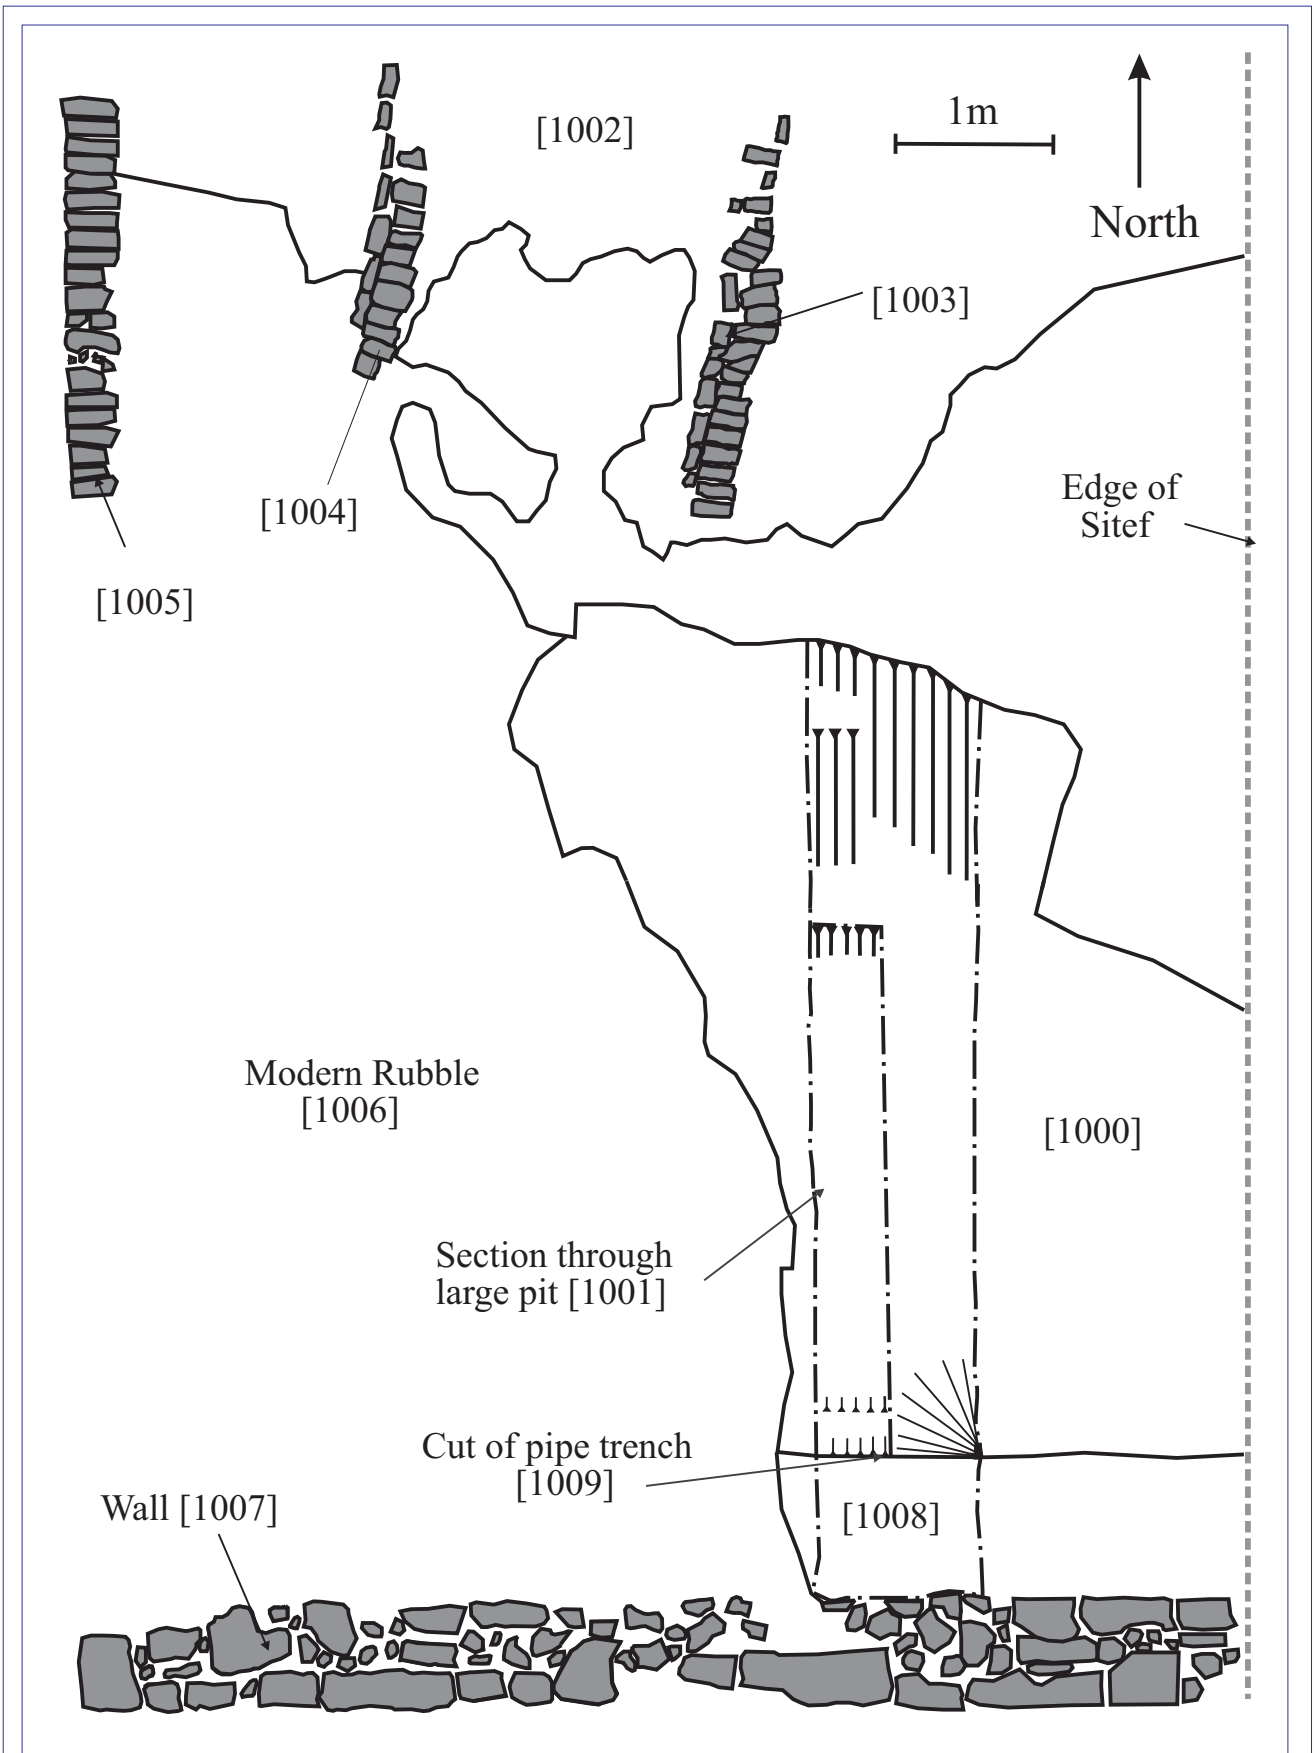 [1002]
1m
North
[1003]
Edge of
Sitef
[1004]
[1005]
Modern Rubble
[1006]
[1000]
Section through
large pit [1001]
Cut of pipe trench
[1009]
Wall [1007]
[1008]